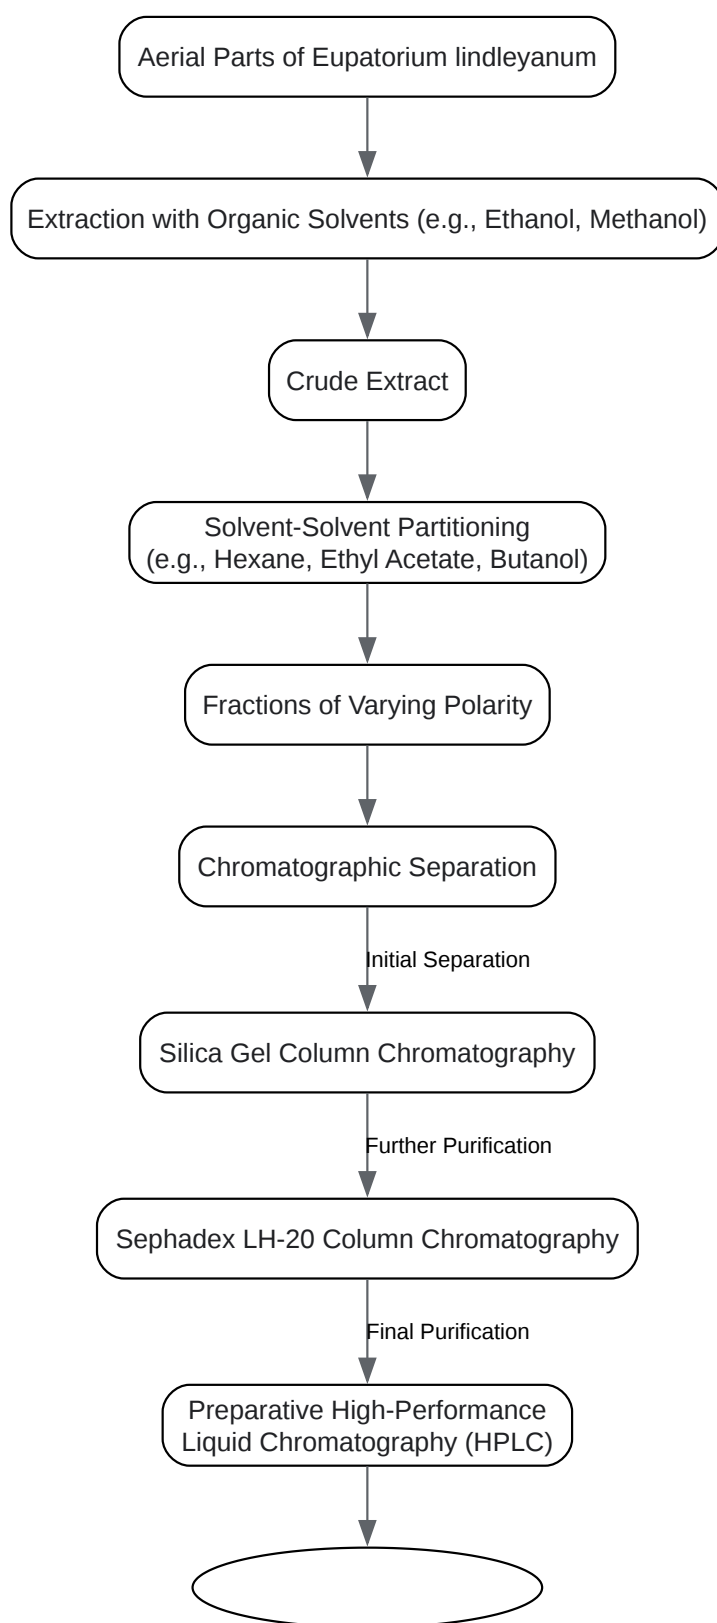 Aerial Parts of Eupatorium lindleyanum
Extraction with Organic Solvents (e.g., Ethanol, Methanol)
Crude Extract
Solvent-Solvent Partitioning
(e.g., Hexane, Ethyl Acetate, Butanol)
Fractions of Varying Polarity
Chromatographic Separation
Initial Separation
Silica Gel Column Chromatography
Further Purification
Sephadex LH-20 Column Chromatography
Final Purification
Preparative High-Performance
Liquid Chromatography (HPLC)